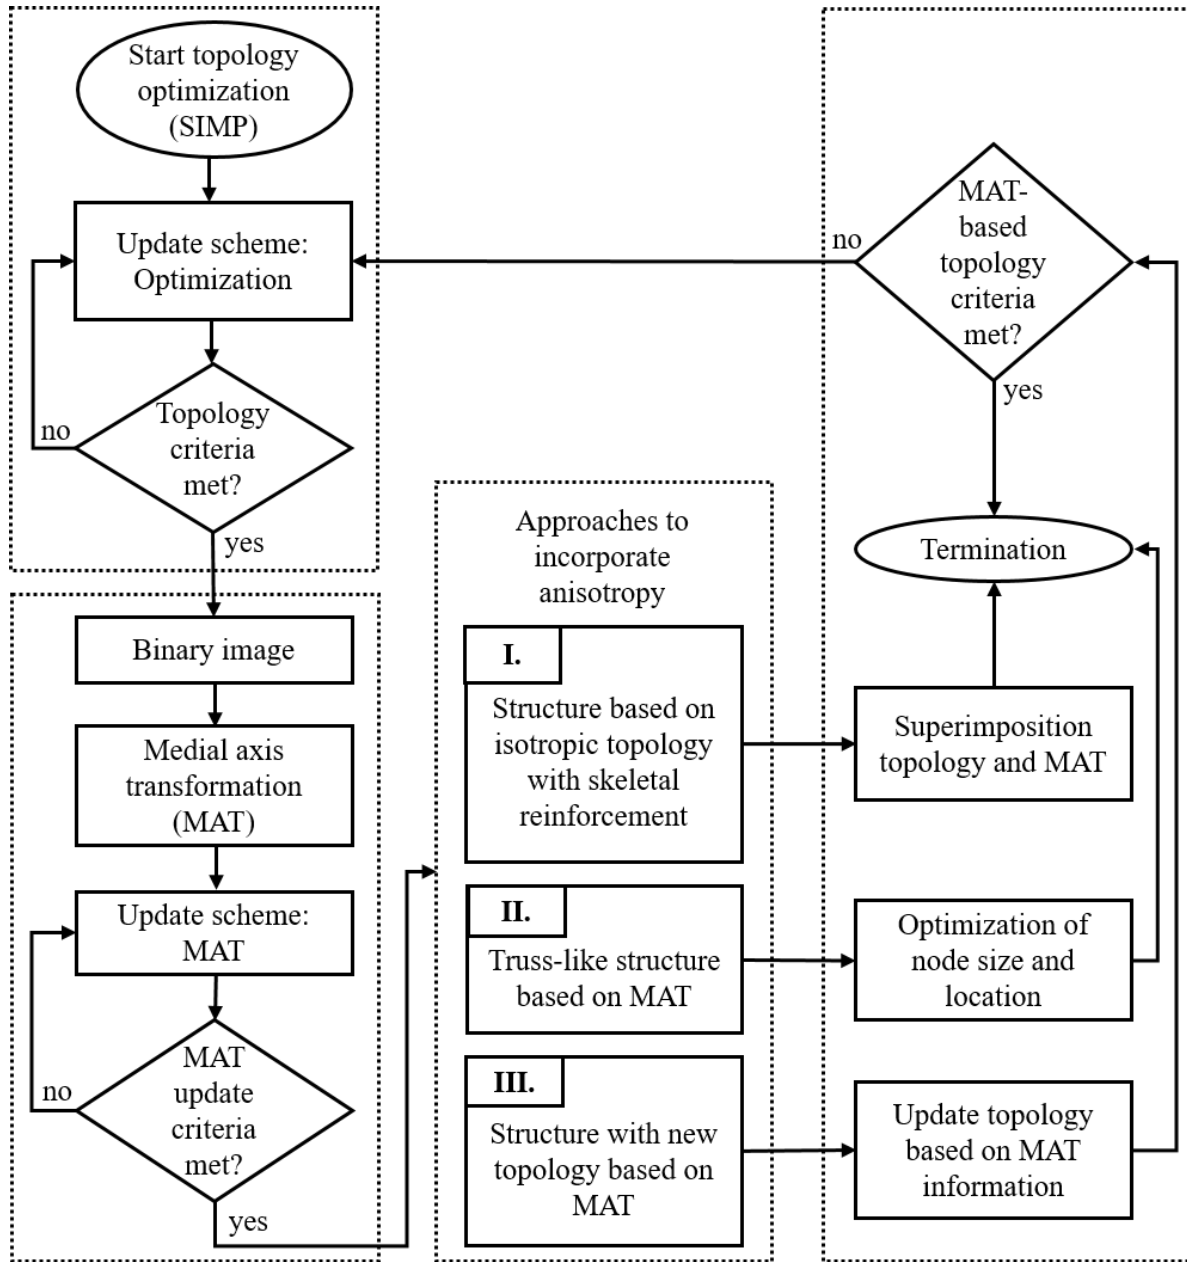 Start topology
optimization
(SIMP)
Update scheme:
Optimization
no
Topology
criteria
met?
yes
Binary image
Medial axis
transformation
(MAT)
Update scheme:
MAT
no
MAT
update
criteria
met?
yes
Approaches to
incorporate
anisotropy
I.
Structure based on
isotropic topology
with skeletal
reinforcement
II.
Truss-like structure
based on MAT
III.
Structure with new
topology based on
MAT
no
MAT-
based
topology
criteria
met?
yes
Termination
Superimposition
topology and MAT
Optimization of
node size and
location
Update topology
based on MAT
information